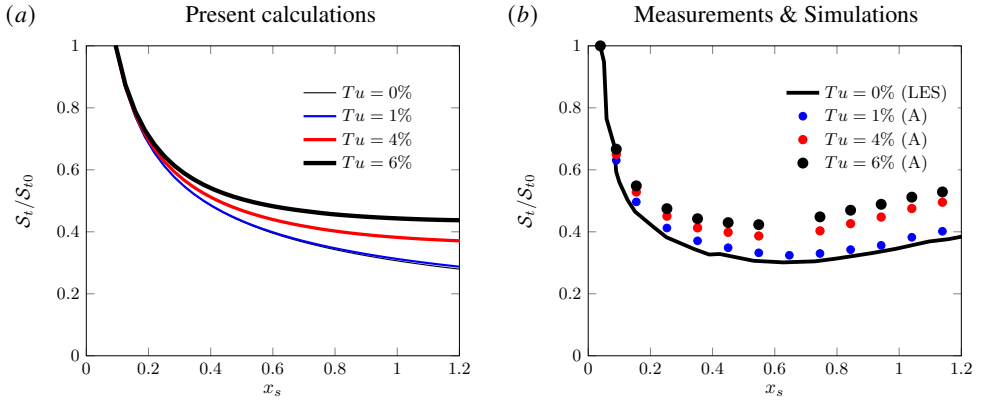 (a) Present calculations
1
0.8
0.6
0.4
0.2
0
0 0.2 0.4 0.6 0.8 1 1.2
S_t/S_t0
x_s
Tu = 0%
Tu = 1%
Tu = 4%
Tu = 6%
(b) Measurements & Simulations
1
0.8
0.6
0.4
0.2
0
0 0.2 0.4 0.6 0.8 1 1.2
S_t/S_t0
x_s
Tu = 0% (LES)
Tu = 1% (A)
Tu = 4% (A)
Tu = 6% (A)